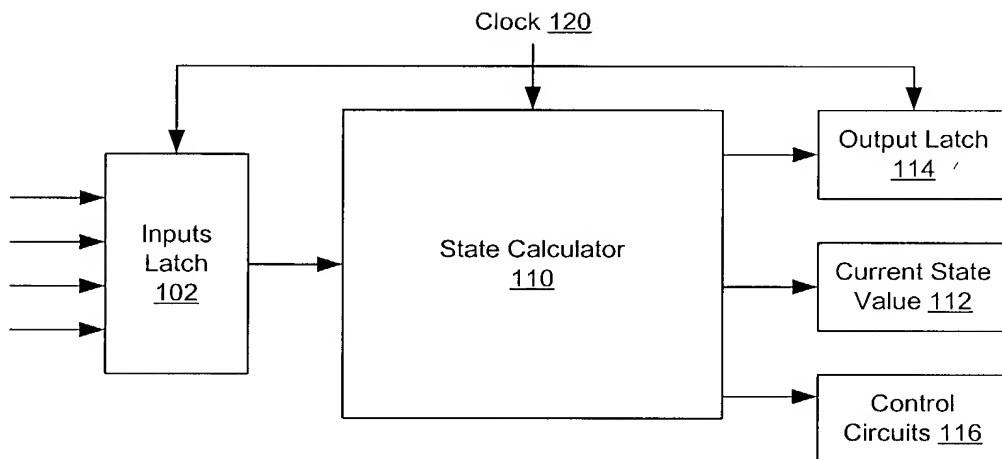 Clock 120
Inputs
Latch
102
State Calculator
110
Output Latch
114
Current State
Value 112
Control
Circuits 116